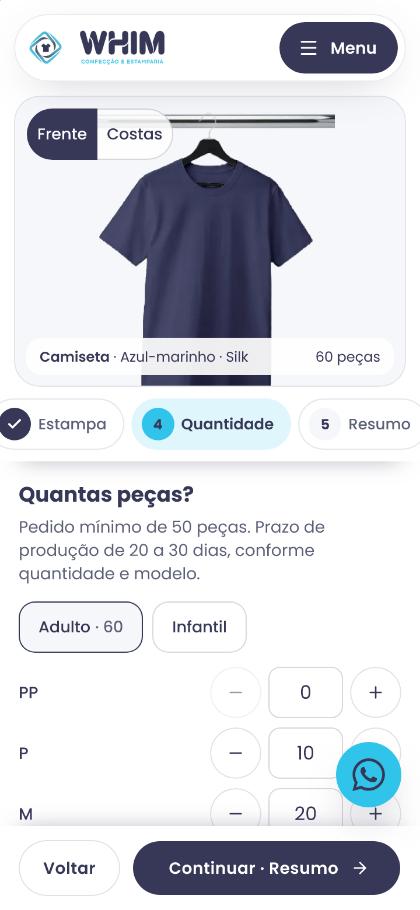 WHIM
CONFECÇÃO E ESTAMPARIA
Menu
Frente
Costas
Camiseta · Azul-marinho · Silk
60 peças
Estampa
4 Quantidade
5 Resumo
Quantas peças?
Pedido mínimo de 50 peças. Prazo de
produção de 20 a 30 dias, conforme
quantidade e modelo.
Adulto · 60
Infantil
PP − 0 +
P − 10
M − 20 +
Voltar
Continuar · Resumo →